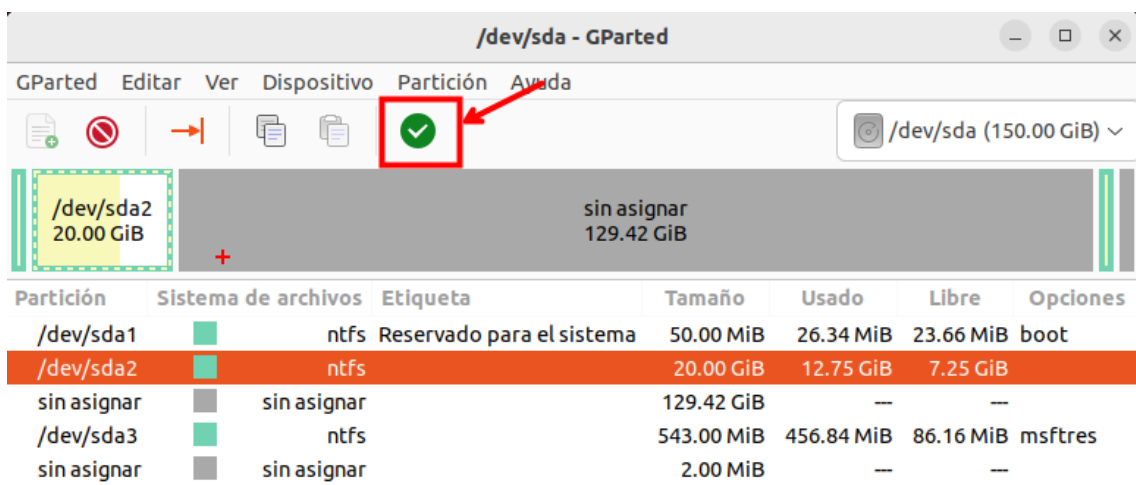 /dev/sda - GParted
GParted Editar Ver Dispositivo Partición Ayuda
/dev/sda (150.00 GiB)
/dev/sda2
20.00 GiB
sin asignar
129.42 GiB
Partición Sistema de archivos Etiqueta Tamaño Usado Libre Opciones
/dev/sda1 ntfs Reservado para el sistema 50.00 MiB 26.34 MiB 23.66 MiB boot
/dev/sda2 ntfs 20.00 GiB 12.75 GiB 7.25 GiB
sin asignar sin asignar 129.42 GiB --- ---
/dev/sda3 ntfs 543.00 MiB 456.84 MiB 86.16 MiB msftres
sin asignar sin asignar 2.00 MiB --- ---